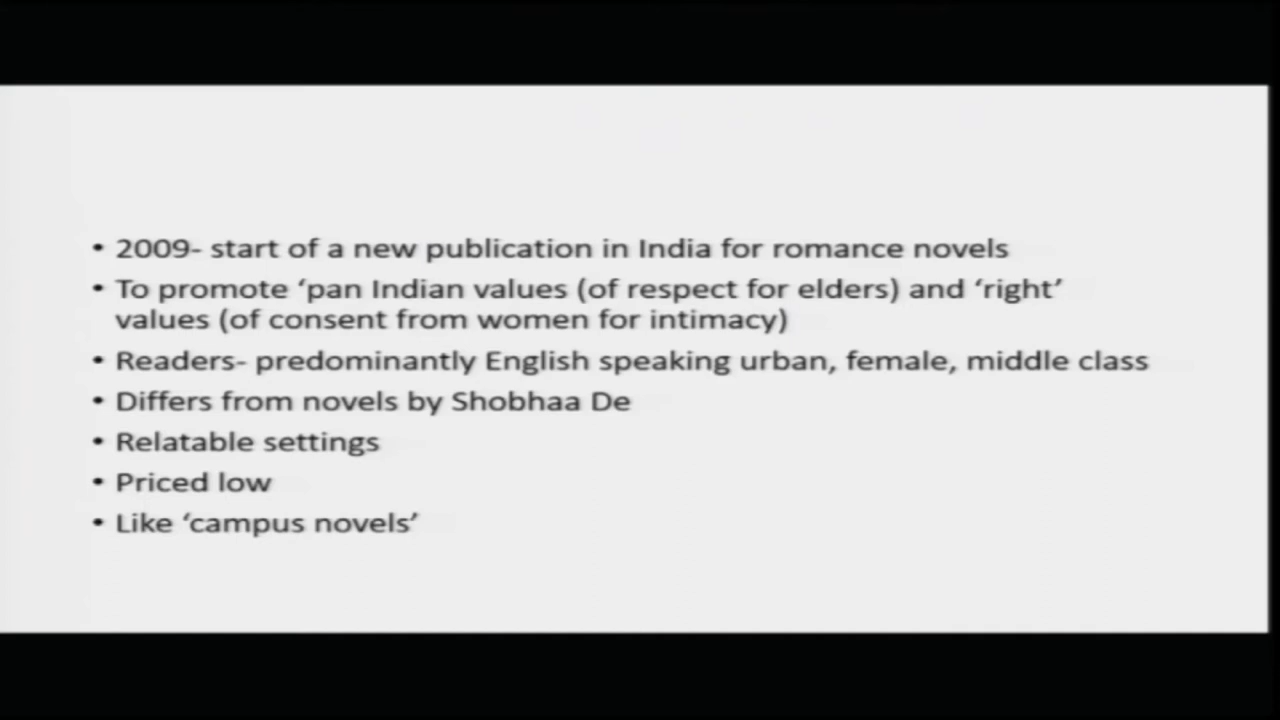 • 2009- start of a new publication in India for romance novels
• To promote ‘pan Indian values (of respect for elders) and ‘right’
values (of consent from women for intimacy)
• Readers- predominantly English speaking urban, female, middle class
• Differs from novels by Shobhaa De
• Relatable settings
• Priced low
• Like ‘campus novels’